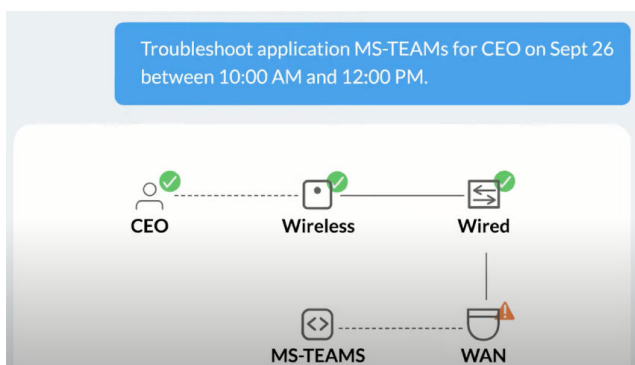 Troubleshoot application MS-TEAMs for CEO on Sept 26
between 10:00 AM and 12:00 PM.
CEO
Wireless
Wired
MS-TEAMS
WAN